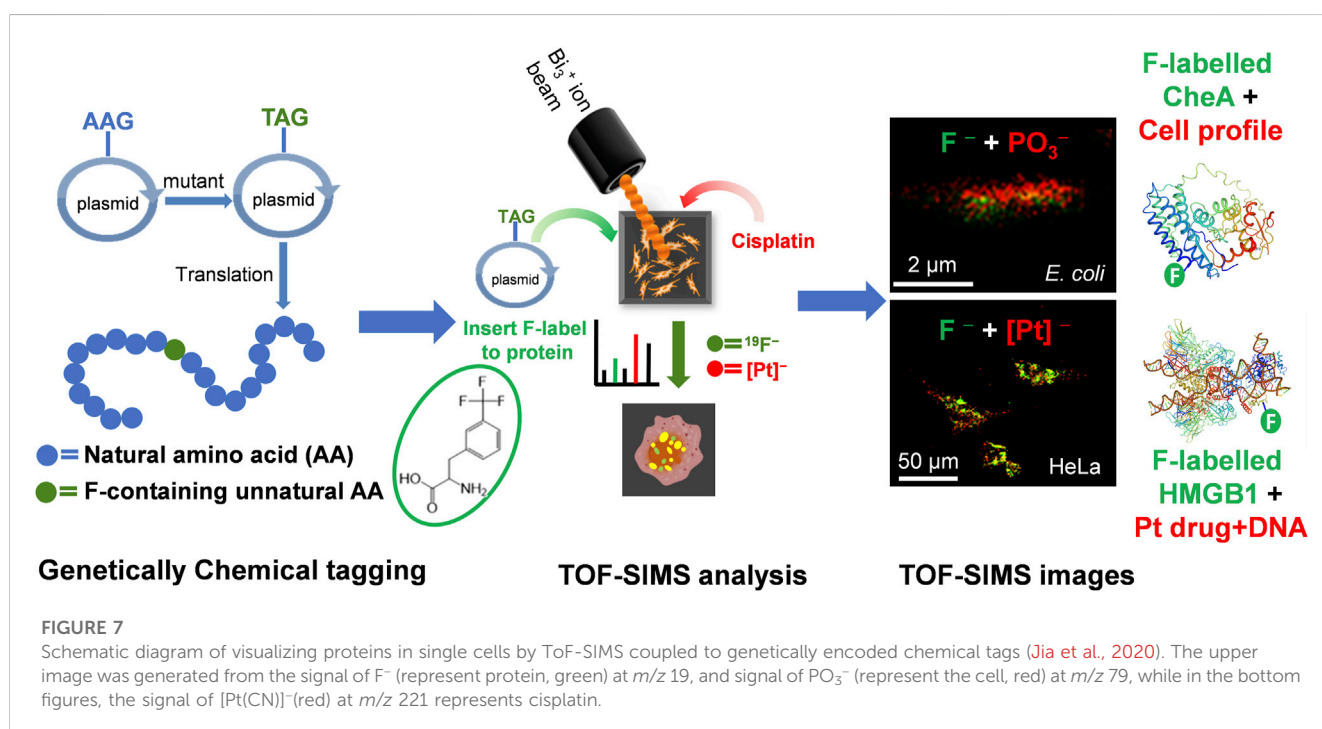 AAG
TAG
mutant
plasmid
plasmid
Translation
= Natural amino acid (AA)
= F-containing unnatural AA
Genetically Chemical tagging
Bi₃⁺ ion
beam
TAG
plasmid
Cisplatin
Insert F-label
to protein
F
F
F
HO
O
NH₂
= ¹⁹F⁻
= [Pt]⁻
TOF-SIMS analysis
F⁻ + PO₃⁻
2 µm
E. coli
F⁻ + [Pt]⁻
50 µm
HeLa
TOF-SIMS images
F-labelled
CheA +
Cell profile
F
F
F-labelled
HMGB1 +
Pt drug+DNA
FIGURE 7
Schematic diagram of visualizing proteins in single cells by ToF-SIMS coupled to genetically encoded chemical tags (Jia et al., 2020). The upper
image was generated from the signal of F⁻ (represent protein, green) at m/z 19, and signal of PO₃⁻ (represent the cell, red) at m/z 79, while in the bottom
figures, the signal of [Pt(CN)]⁻(red) at m/z 221 represents cisplatin.